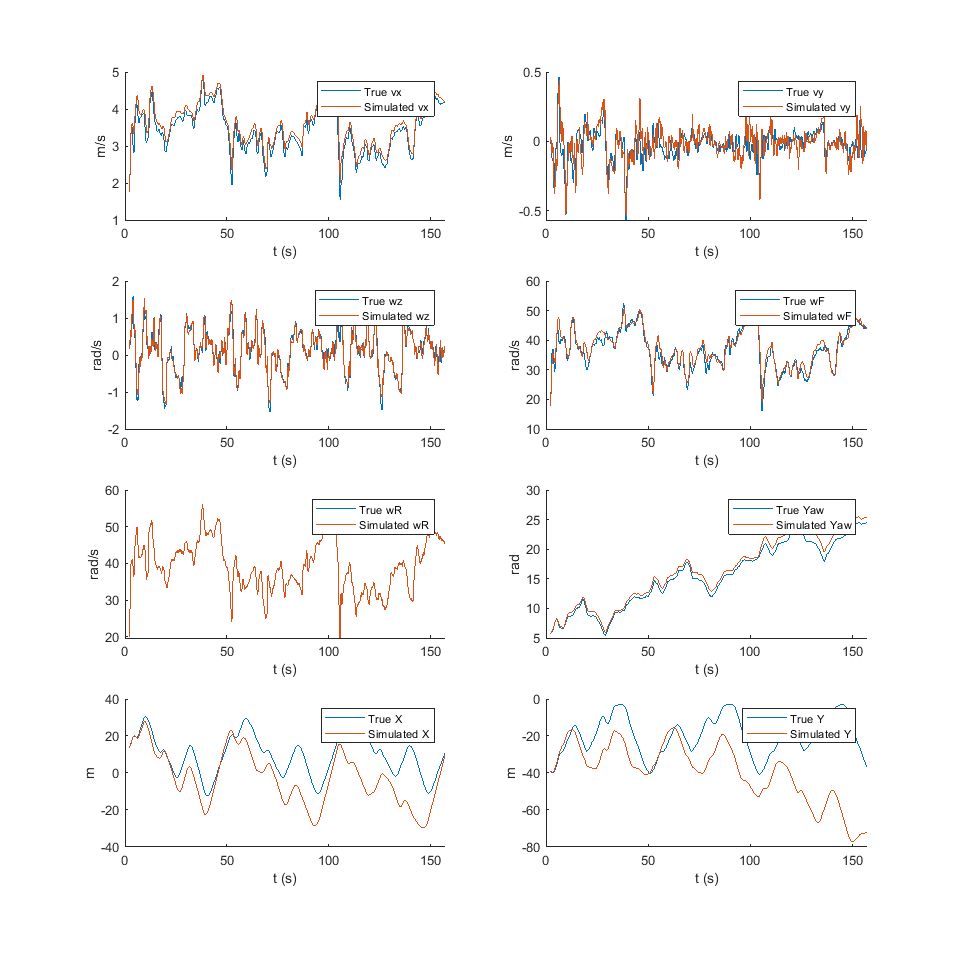 5
4
3
2
1
m/s
True vx
Simulated vx
0 50 100 150
t (s)
0.5
0
-0.5
m/s
True vy
Simulated vy
0 50 100 150
t (s)
2
1
0
-1
-2
rad/s
True wz
Simulated wz
0 50 100 150
t (s)
60
50
40
30
20
10
rad/s
True wF
Simulated wF
0 50 100 150
t (s)
60
50
40
30
20
rad/s
True wR
Simulated wR
0 50 100 150
t (s)
30
25
20
15
10
5
rad
True Yaw
Simulated Yaw
0 50 100 150
t (s)
40
20
0
-20
-40
m
True X
Simulated X
0 50 100 150
t (s)
0
-20
-40
-60
-80
m
True Y
Simulated Y
0 50 100 150
t (s)